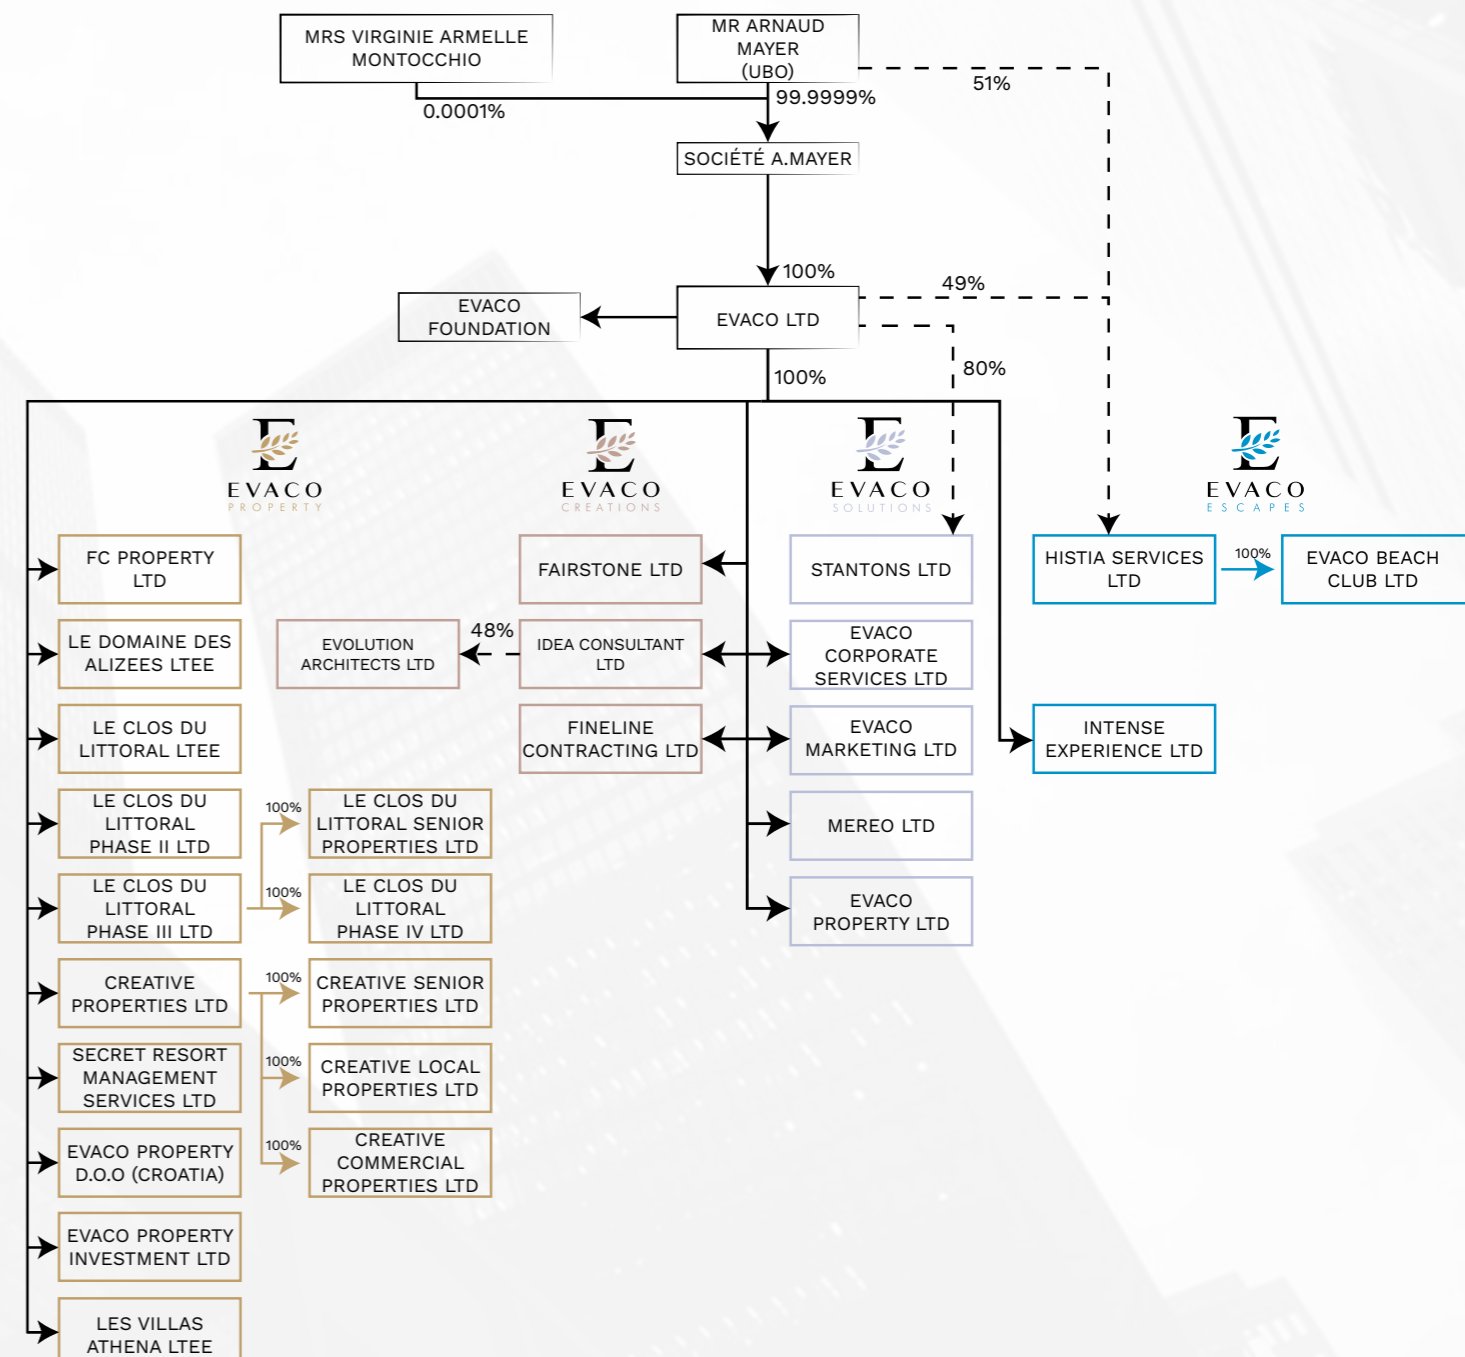 MRS VIRGINIE ARMELLE
MONTOCCHIO
MR ARNAUD
MAYER
(UBO)
51%
0.0001%
99.9999%
SOCIÉTÉ A.MAYER
100%
49%
EVACO
FOUNDATION
EVACO LTD
80%
100%
E
EVACO
PROPERTY
E
EVACO
CREATIONS
E
EVACO
SOLUTIONS
E
EVACO
ESCAPES
FC PROPERTY
LTD
LE DOMAINE DES
ALIZEES LTEE
LE CLOS DU
LITTORAL LTEE
LE CLOS DU
LITTORAL
PHASE II LTD
100%
LE CLOS DU
LITTORAL SENIOR
PROPERTIES LTD
LE CLOS DU
LITTORAL
PHASE III LTD
100%
LE CLOS DU
LITTORAL
PHASE IV LTD
CREATIVE
PROPERTIES LTD
100%
CREATIVE SENIOR
PROPERTIES LTD
SECRET RESORT
MANAGEMENT
SERVICES LTD
100%
CREATIVE LOCAL
PROPERTIES LTD
EVACO PROPERTY
D.O.O (CROATIA)
100%
CREATIVE
COMMERCIAL
PROPERTIES LTD
EVACO PROPERTY
INVESTMENT LTD
LES VILLAS
ATHENA LTEE
FAIRSTONE LTD
EVOLUTION
ARCHITECTS LTD
48%
IDEA CONSULTANT
LTD
FINELINE
CONTRACTING LTD
STANTONS LTD
EVACO
CORPORATE
SERVICES LTD
EVACO
MARKETING LTD
MEREO LTD
EVACO
PROPERTY LTD
HISTIA SERVICES
LTD
100%
EVACO BEACH
CLUB LTD
INTENSE
EXPERIENCE LTD